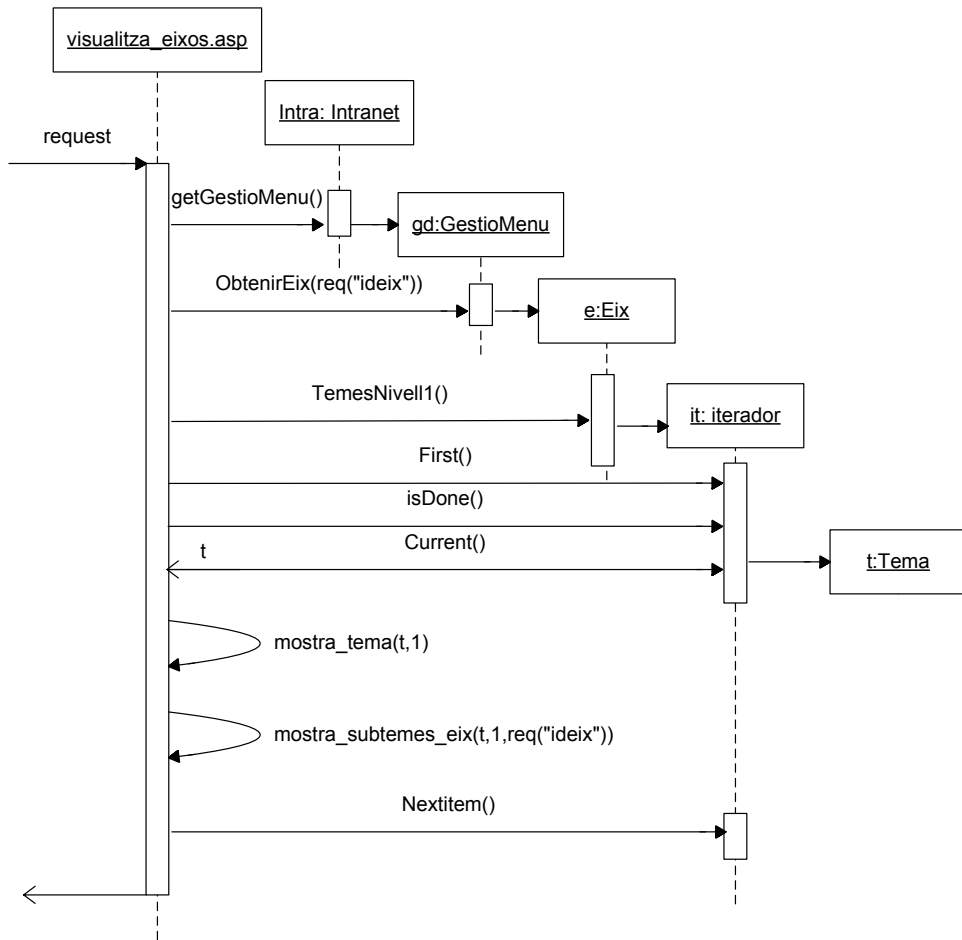 visualitza_eixos.asp
Intra: Intranet
request
getGestioMenu()
gd:GestioMenu
ObtenirEix(req("ideix"))
e:Eix
TemesNivell1()
it: iterador
First()
isDone()
t
Current()
t:Tema
mostra_tema(t,1)
mostra_subtemes_eix(t,1,req("ideix"))
Nextitem()